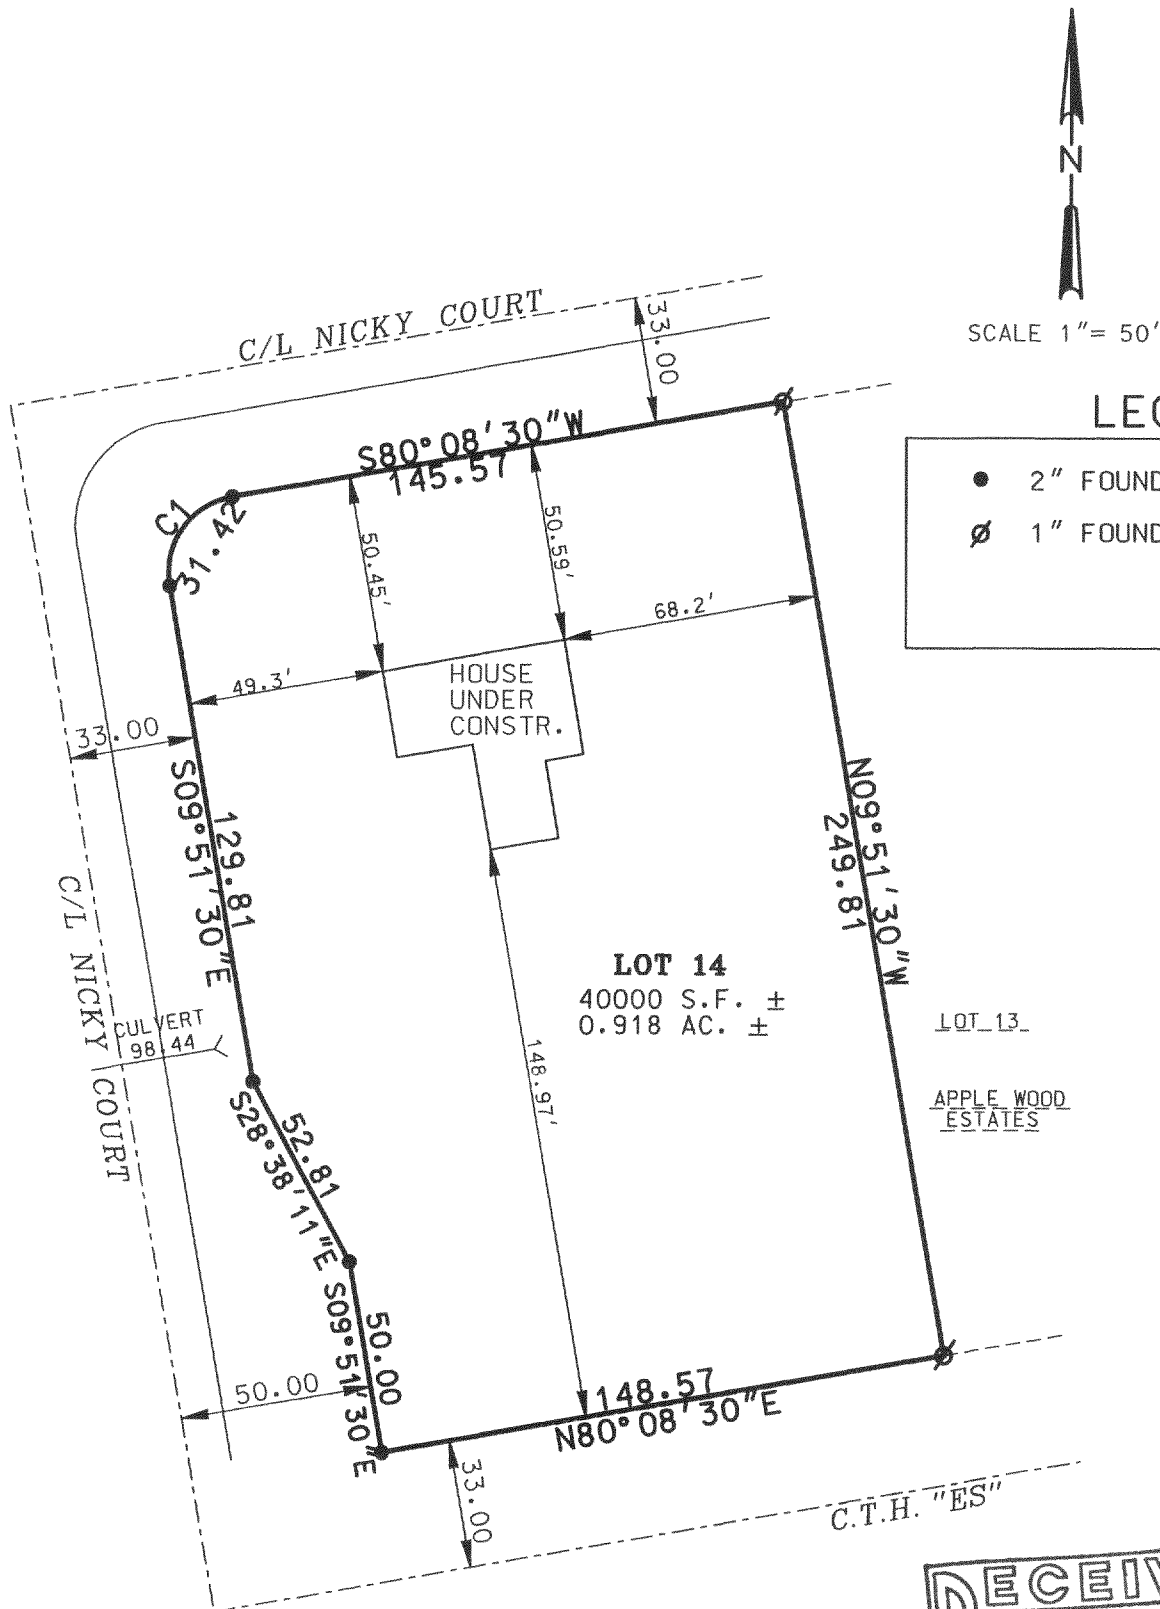 N
SCALE 1"= 50'
C/L NICKY COURT
33.00
S80°08'30"W
145.57
C1
31.42
2" FOUND
1" FOUND
50.45'
50.59'
68.2'
49.3'
HOUSE
UNDER
CONSTR.
33.00
S09°51'30"E
129.81
N09°51'30"W
249.81
C/L NICKY COURT
CULVERT
98.44
LOT 14
40000 S.F. ±
0.918 AC. ±
LOT 13
APPLE WOOD
ESTATES
148.97'
52.81
S28°38'11"E
S09°51'30"E
50.00
50.00
148.57
N80°08'30"E
33.00
C.T.H. "ES"